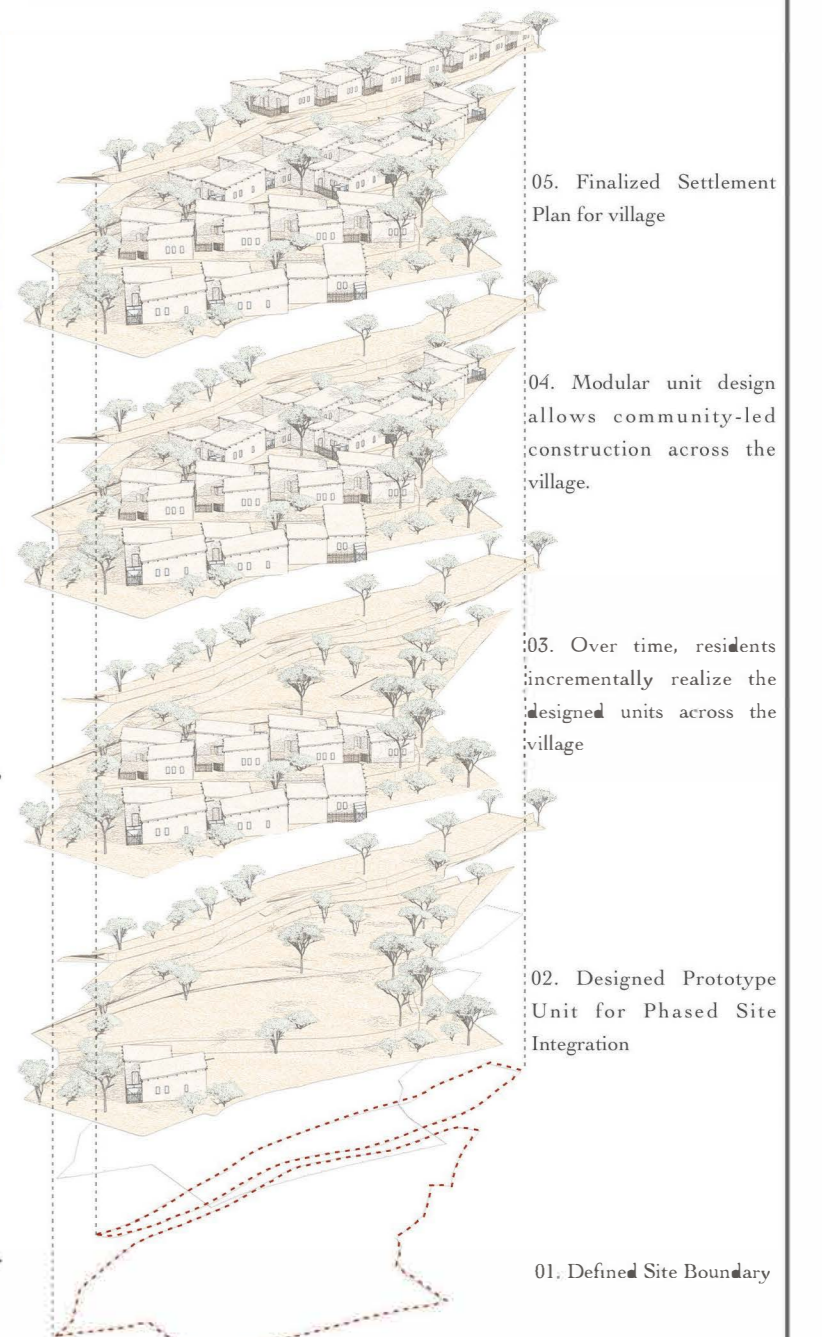 05. Finalized Settlement
Plan for village
04. Modular unit design
allows community-led
construction across the
village.
03. Over time, residents
incrementally realize the
designed units across the
village
02. Designed Prototype
Unit for Phased Site
Integration
01. Defined Site Boundary